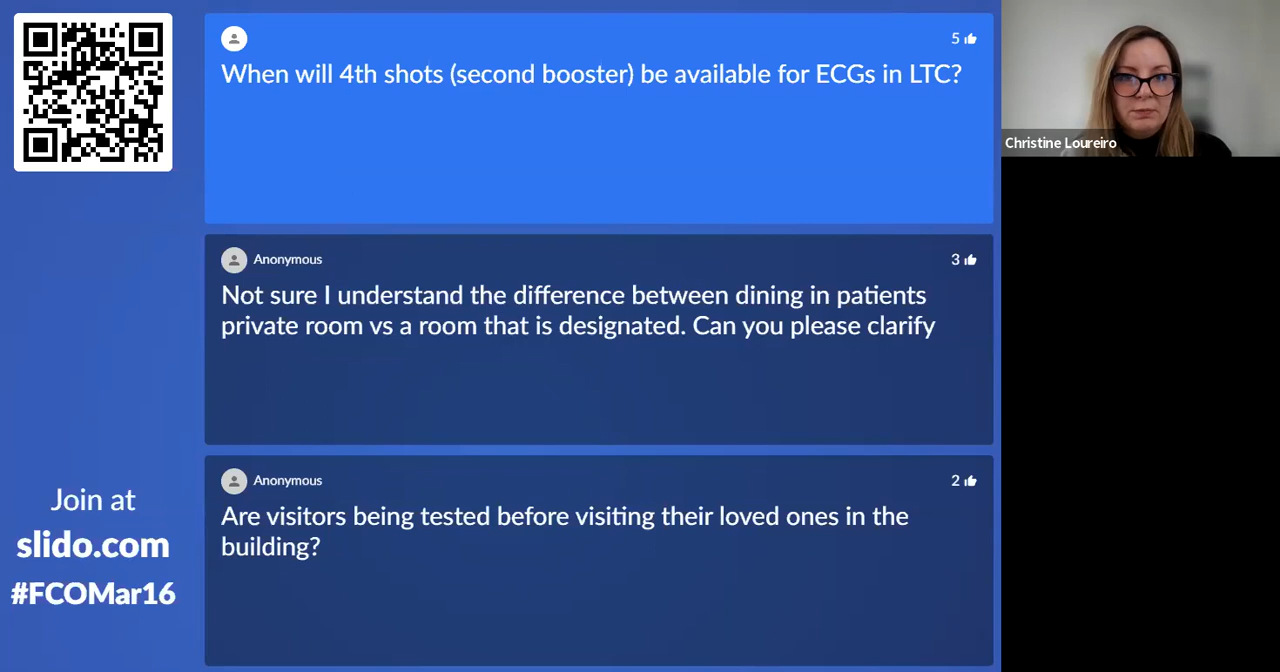 5
When will 4th shots (second booster) be available for ECGs in LTC?
Christine Loureiro
Anonymous
3
Not sure I understand the difference between dining in patients
private room vs a room that is designated. Can you please clarify
Anonymous
2
Are visitors being tested before visiting their loved ones in the
building?
Join at
slido.com
#FCOMar16